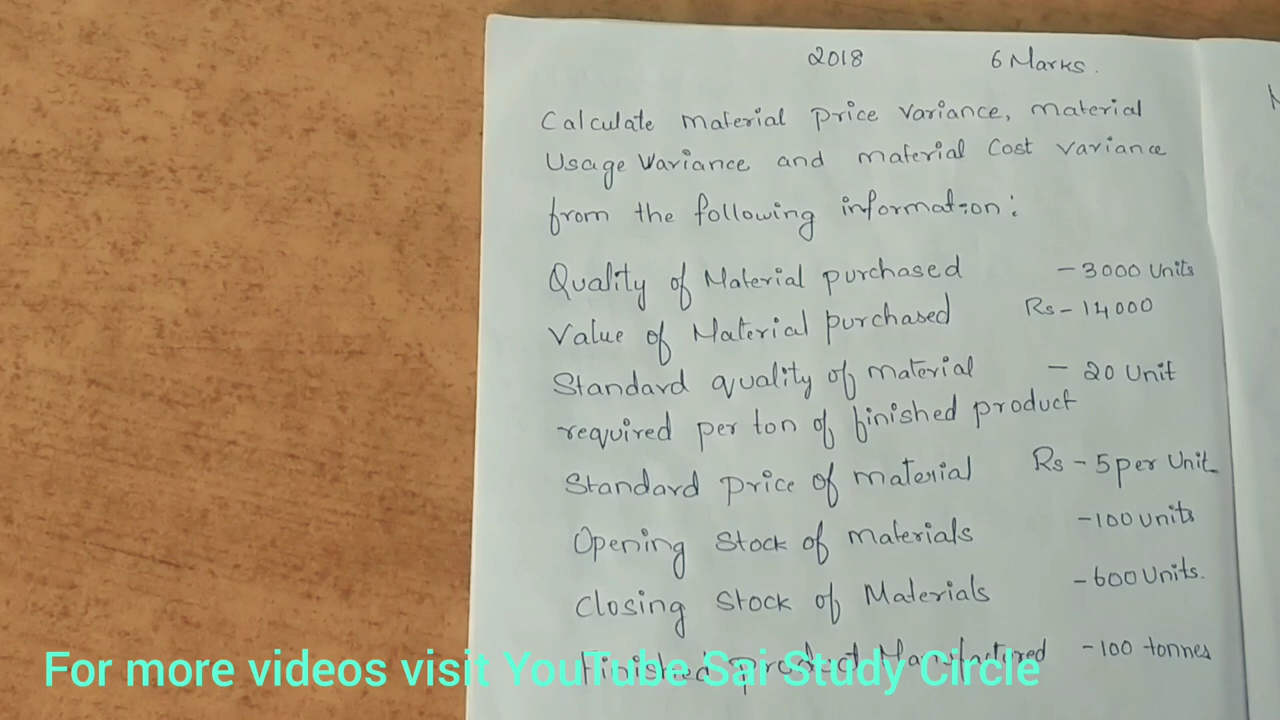 2018 6 Marks.
Calculate material price variance, material
Usage Variance and material Cost variance
from the following information:
Quality of Material purchased - 3000 Units
Value of Material purchased Rs - 14000
Standard quality of material - 20 Unit
required per ton of finished product
Standard price of material Rs - 5 per Unit
Opening Stock of materials - 100 units
Closing Stock of Materials - 600 Units.
Finished product Manufactired - 100 tonnes
For more videos visit YouTube Sai Study Circle